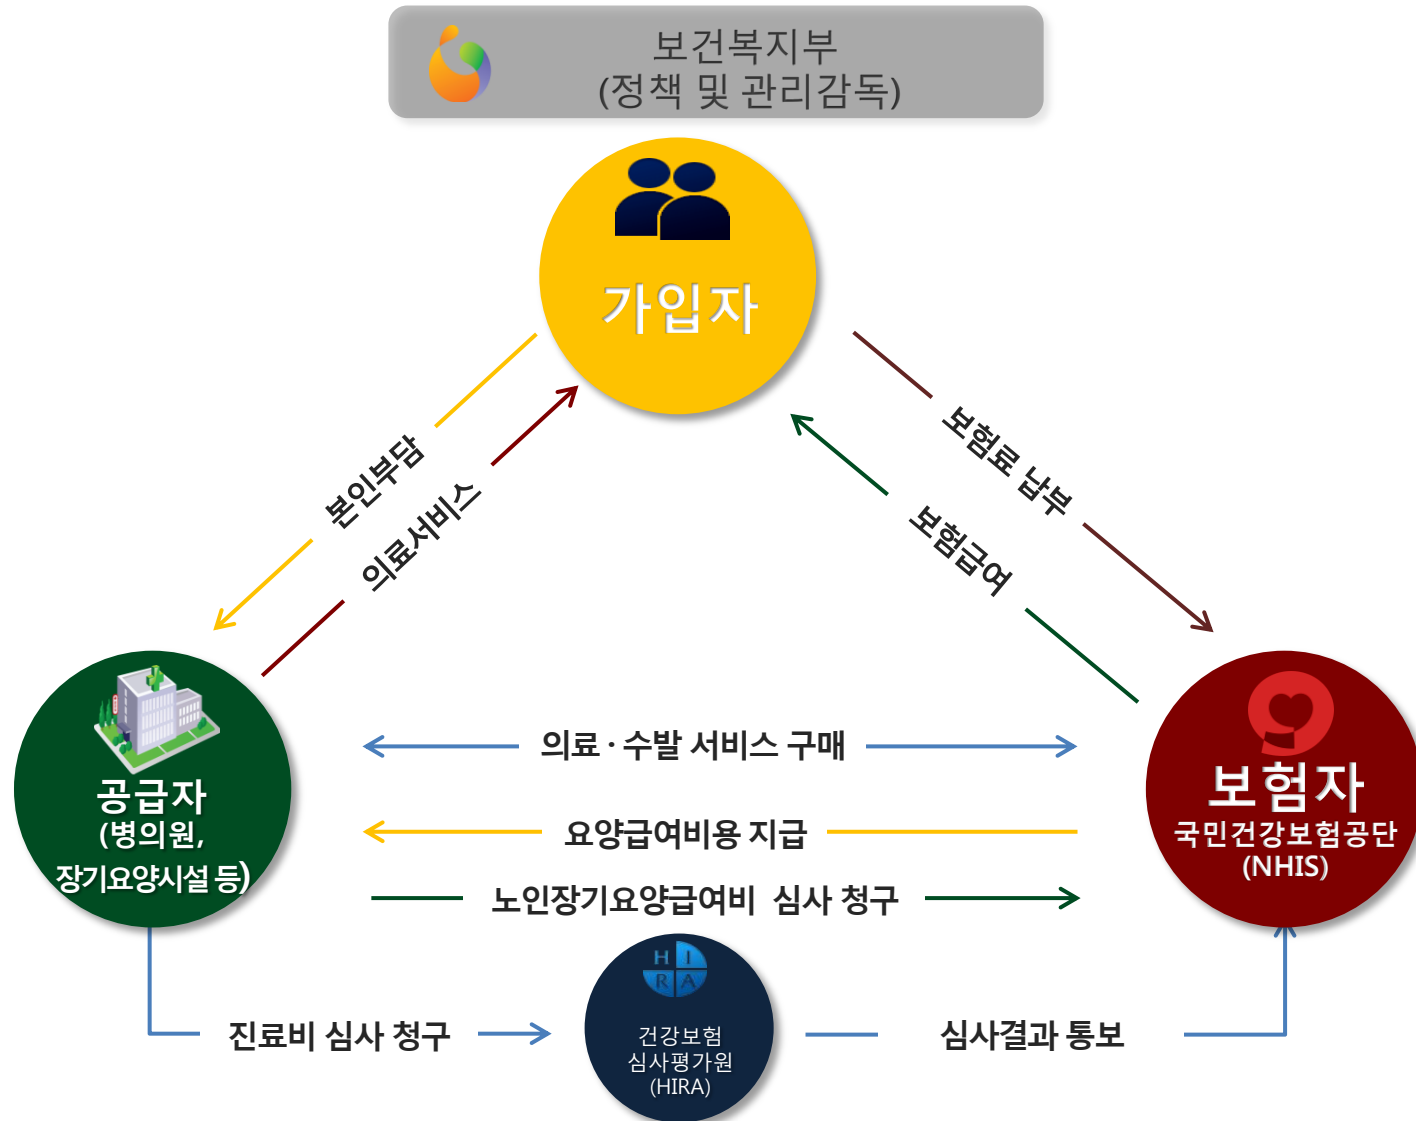 보건복지부
(정책 및 관리감독)
가입자
본인부담
의료서비스
보험료 납부
보험급여
공급자
(병의원,
장기요양시설 등)
의료 · 수발 서비스 구매
요양급여비용 지급
노인장기요양급여비 심사 청구
보험자
국민건강보험공단
(NHIS)
진료비 심사 청구
H I
R A
건강보험
심사평가원
(HIRA)
심사결과 통보